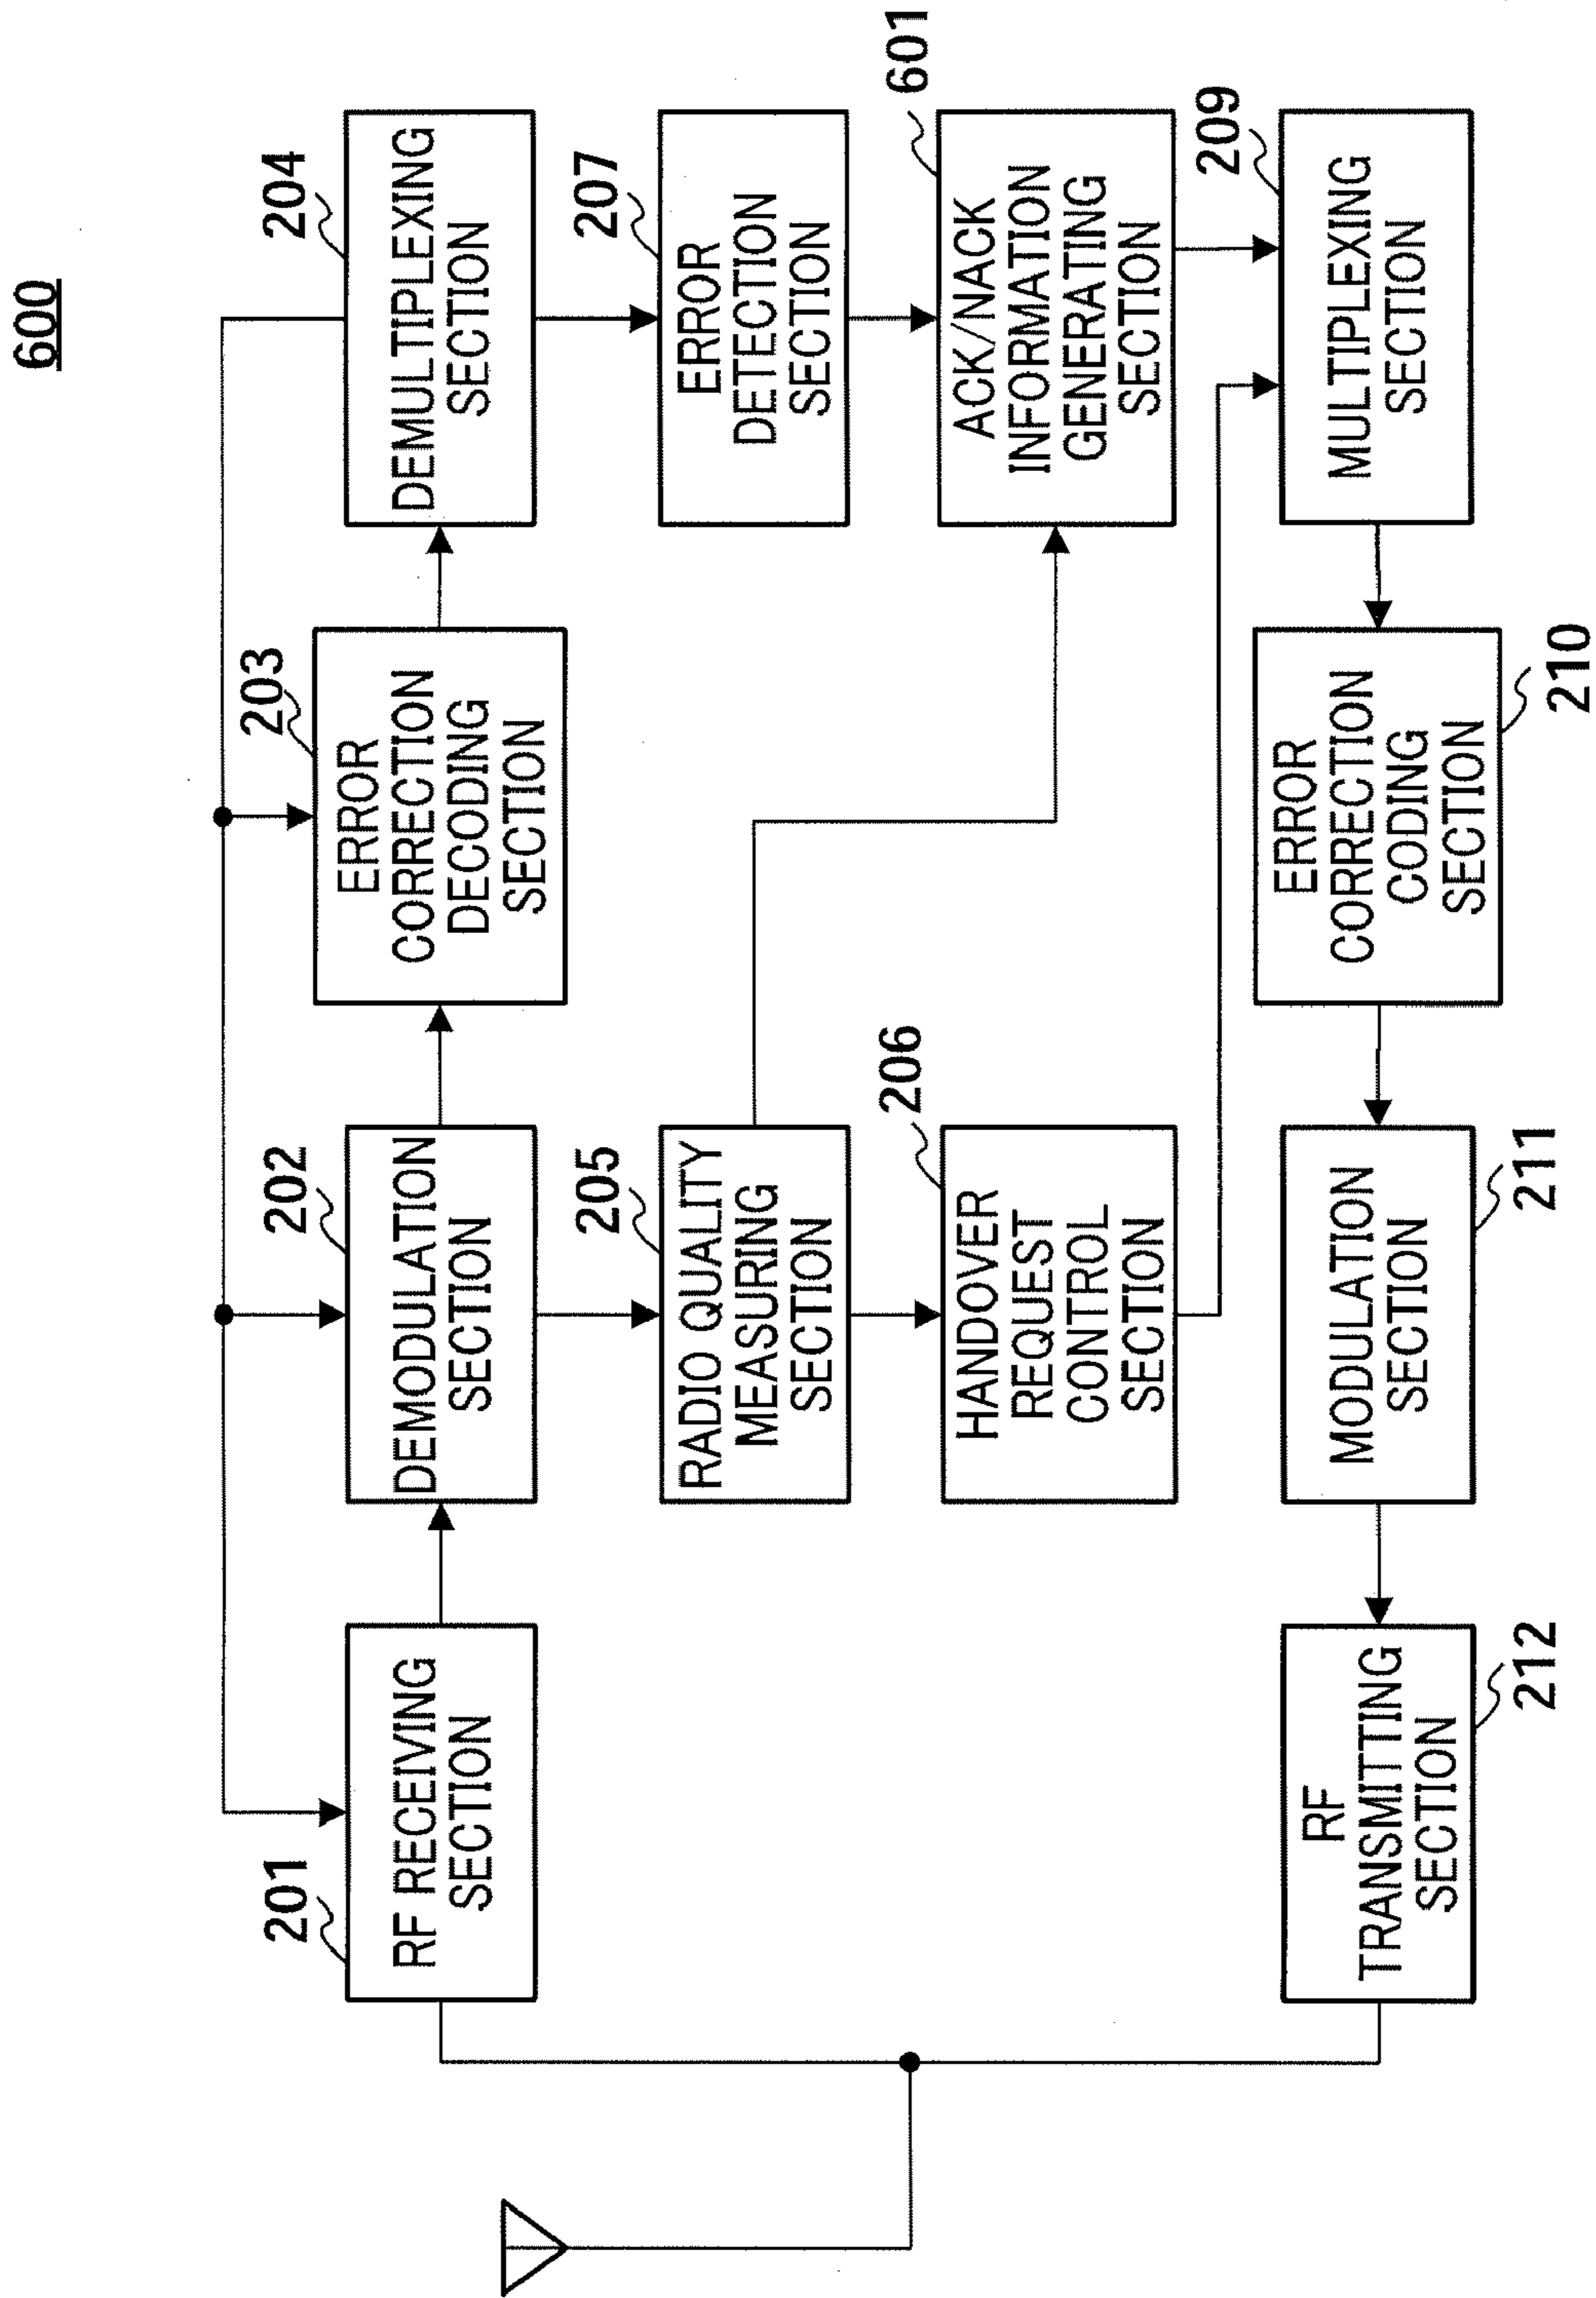 600
201
RF RECEIVING
SECTION
202
DEMODULATION
SECTION
203
ERROR
CORRECTION
DECODING
SECTION
204
DEMULTIPLEXING
SECTION
205
RADIO QUALITY
MEASURING
SECTION
207
ERROR
DETECTION
SECTION
206
HANDOVER
REQUEST
CONTROL
SECTION
601
ACK/NACK
INFORMATION
GENERATING
SECTION
RF
TRANSMITTING
SECTION
212
MODULATION
SECTION
211
ERROR
CORRECTION
CODING
SECTION
210
209
MULTIPLEXING
SECTION